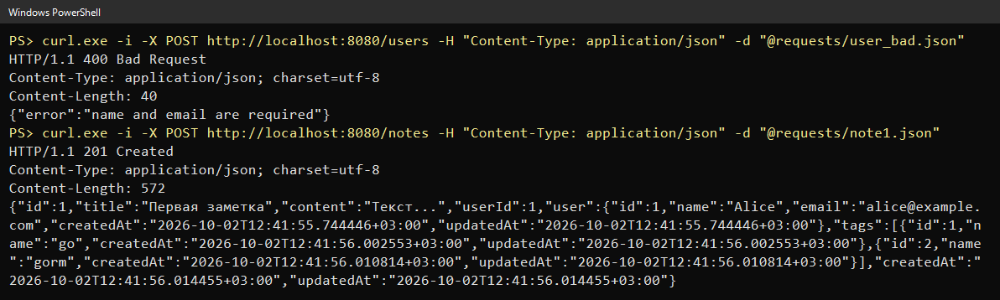 Windows PowerShell
PS> curl.exe -i -X POST http://localhost:8080/users -H "Content-Type: application/json" -d "@requests/user_bad.json"
HTTP/1.1 400 Bad Request
Content-Type: application/json; charset=utf-8
Content-Length: 40
{"error":"name and email are required"}
PS> curl.exe -i -X POST http://localhost:8080/notes -H "Content-Type: application/json" -d "@requests/note1.json"
HTTP/1.1 201 Created
Content-Type: application/json; charset=utf-8
Content-Length: 572
{"id":1,"title":"Первая заметка","content":"Текст...","userId":1,"user":{"id":1,"name":"Alice","email":"alice@example.
com","createdAt":"2026-10-02T12:41:55.744446+03:00","updatedAt":"2026-10-02T12:41:55.744446+03:00"},"tags":[{"id":1,"n
ame":"go","createdAt":"2026-10-02T12:41:56.002553+03:00","updatedAt":"2026-10-02T12:41:56.002553+03:00"},{"id":2,"name
":"gorm","createdAt":"2026-10-02T12:41:56.010814+03:00","updatedAt":"2026-10-02T12:41:56.010814+03:00"}],"createdAt":"
2026-10-02T12:41:56.014455+03:00","updatedAt":"2026-10-02T12:41:56.014455+03:00"}